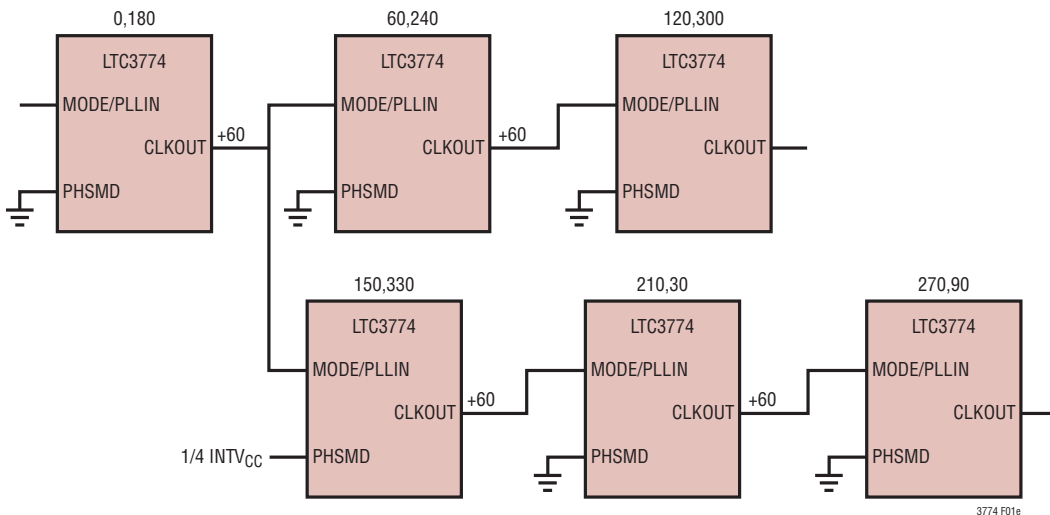 0,180
LTC3774
MODE/PLLIN
CLKOUT
+60
PHSMD
60,240
LTC3774
MODE/PLLIN
CLKOUT
+60
PHSMD
120,300
LTC3774
MODE/PLLIN
CLKOUT
PHSMD
150,330
LTC3774
MODE/PLLIN
CLKOUT
+60
1/4 INTVCC
PHSMD
210,30
LTC3774
MODE/PLLIN
CLKOUT
+60
PHSMD
270,90
LTC3774
MODE/PLLIN
CLKOUT
PHSMD
3774 F01e